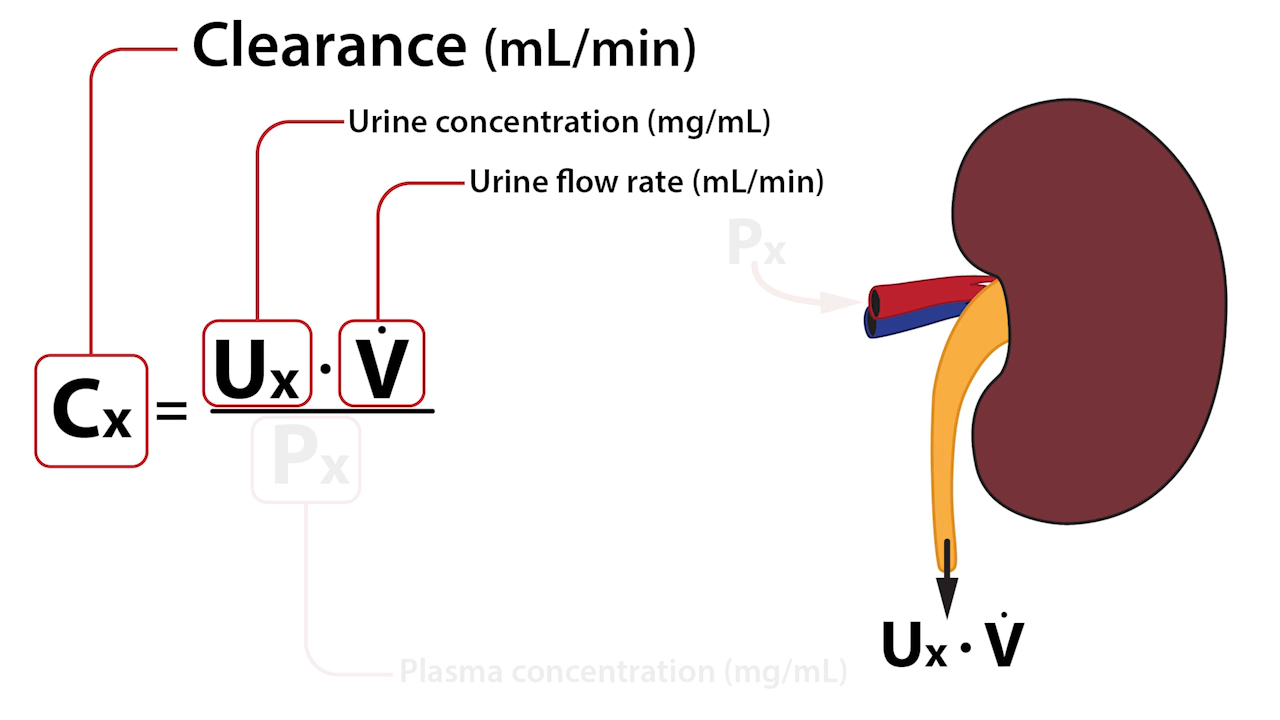 Clearance (mL/min)
Urine concentration (mg/mL)
Urine flow rate (mL/min)
Px
Cx = Ux · V̇
Px
Plasma concentration (mg/mL)
Ux · V̇